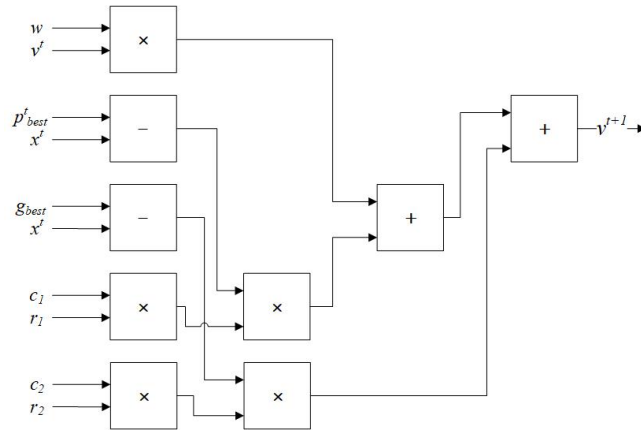 w
v^t
×
p^t_best
x^t
−
g_best
x^t
−
c_1
r_1
×
×
c_2
r_2
×
×
+
+
v^{t+1}